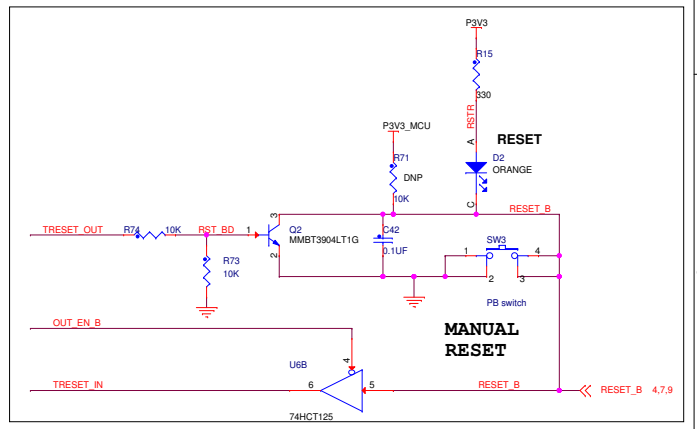 P3V3
R15
330
RSTR
P3V3_MCU
A
RESET
R71
D2
DNP
ORANGE
10K
C
RESET_B
3
TRESET_OUT
R74
10K
RST_BD
1
Q2
MMBT3904LT1G
C42
SW3
0.1UF
1
4
R73
10K
2
2
3
PB switch
OUT_EN_B
MANUAL
RESET
4
U6B
TRESET_IN
6
5
RESET_B
RESET_B 4,7,9
74HCT125